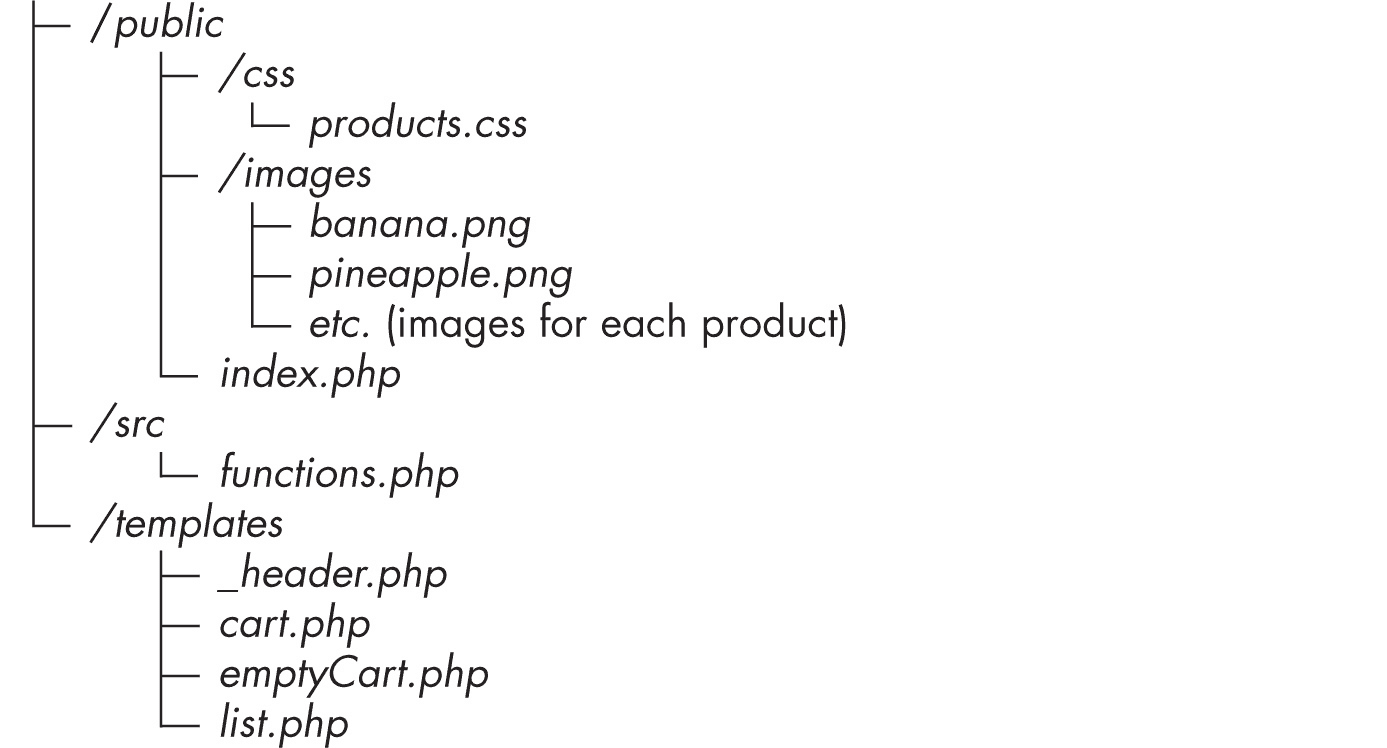 /public
/css
products.css
/images
banana.png
pineapple.png
etc. (images for each product)
index.php
/src
functions.php
/templates
_header.php
cart.php
emptyCart.php
list.php